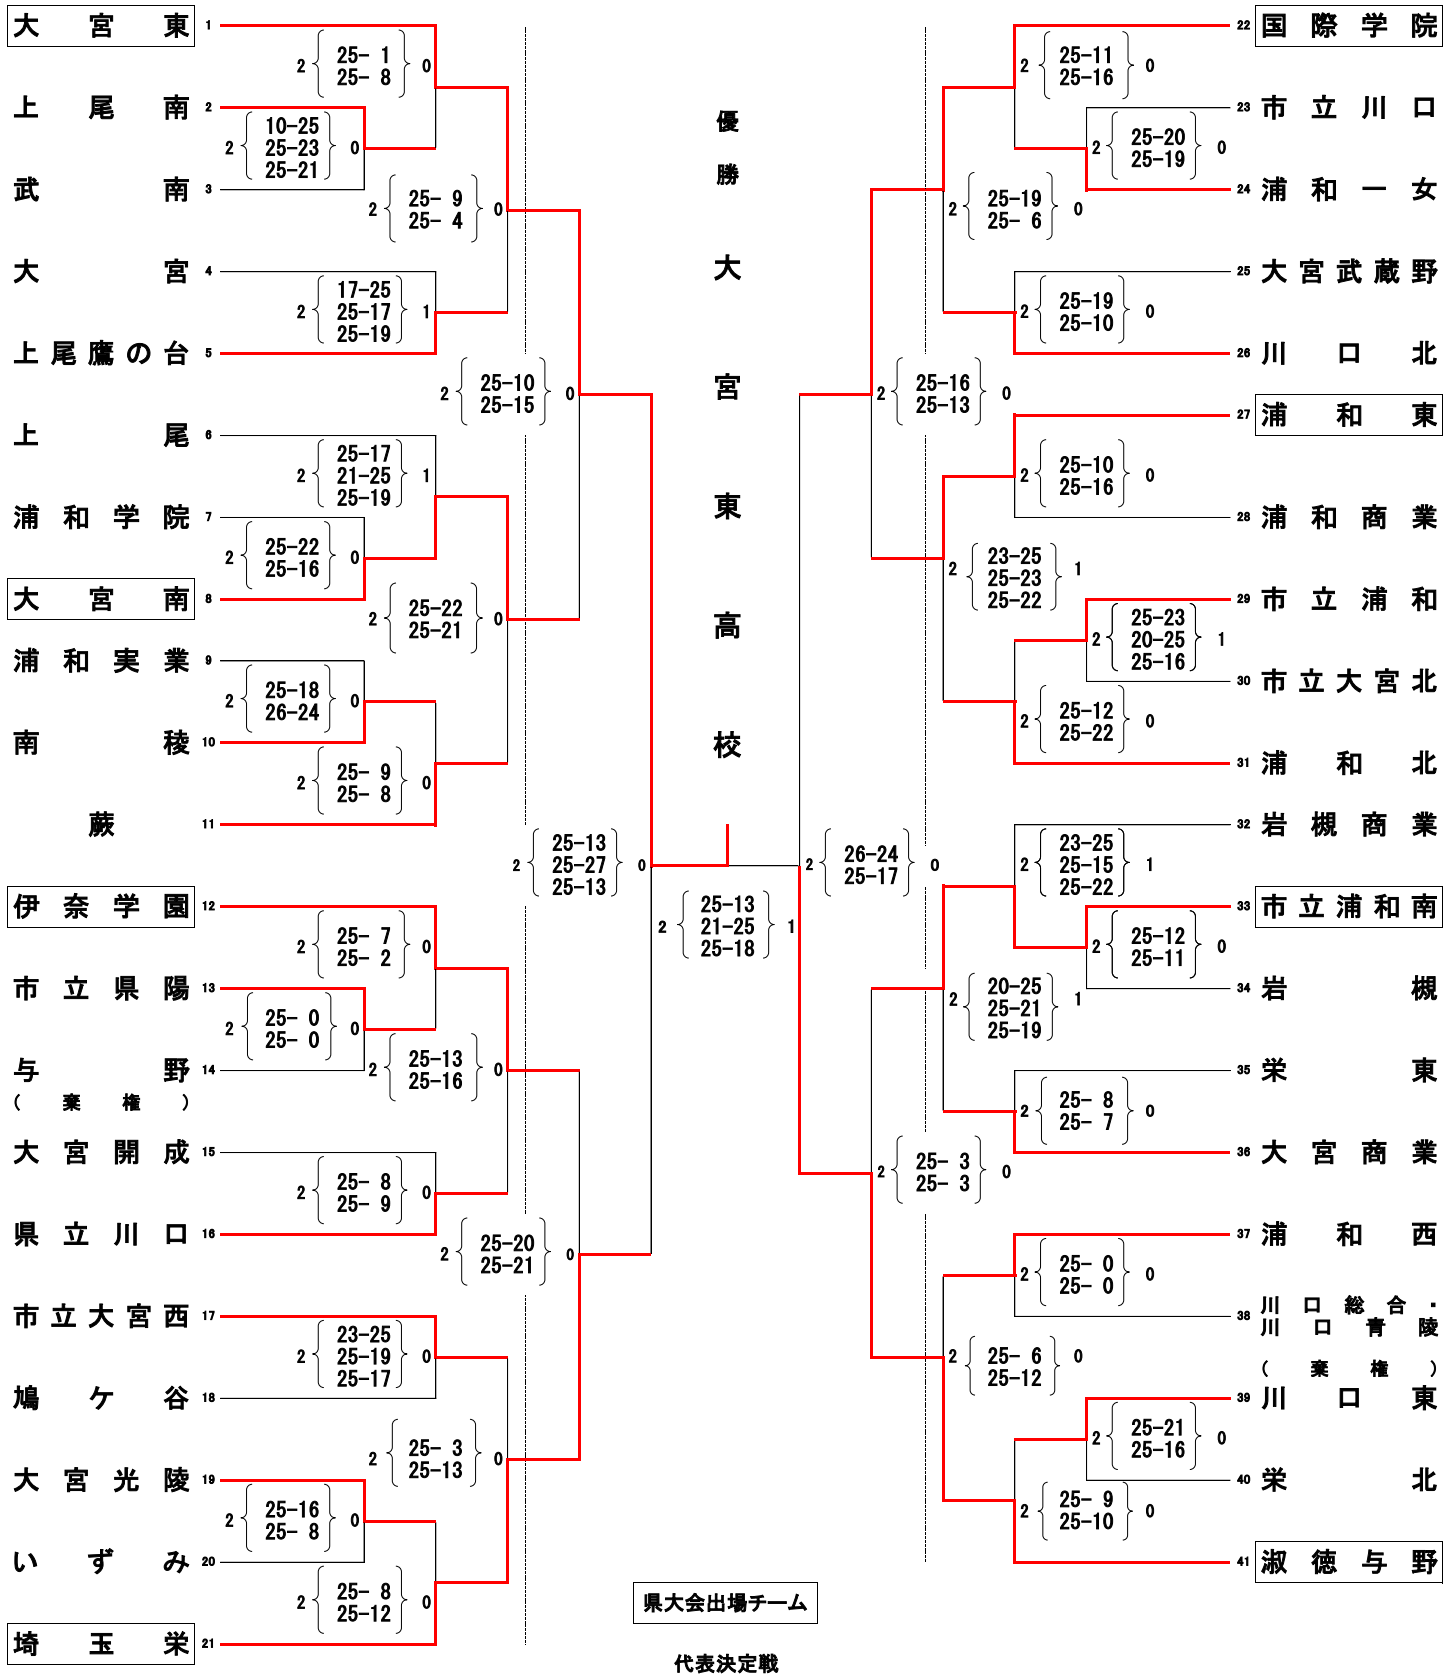 大宮東 1
2 25- 1 0
25- 8
上尾南 2
2 10-25 0
25-23
25-21
武南 3
2 25- 9 0
25- 4
大宮 4
2 17-25 1
25-17
25-19
上尾鷹の台 5
2 25-10 0
25-15
上尾 6
2 25-17 1
21-25
25-19
浦和学院 7
2 25-22 0
25-16
大宮南 8
2 25-22 0
25-21
浦和実業 9
2 25-18 0
26-24
南稜 10
2 25- 9 0
25- 8
蕨 11
2 25-13 0
25-27
25-13
伊奈学園 12
2 25- 7 0
25- 2
市立県陽 13
2 25- 0 0
25- 0
与野 14
(棄権)
2 25-13 0
25-16
大宮開成 15
2 25- 8 0
25- 9
県立川口 16
2 25-20 0
25-21
市立大宮西 17
2 23-25 0
25-19
25-17
鳩ケ谷 18
2 25- 3 0
25-13
大宮光陵 19
2 25-16 0
25- 8
いずみ 20
2 25- 8 0
25-12
埼玉栄 21
優勝
大宮東高校
2 25-13 1
21-25
25-18
22 国際学院
2 25-11 0
25-16
23 市立川口
2 25-20 0
25-19
24 浦和一女
2 25-19 0
25- 6
25 大宮武蔵野
2 25-19 0
25-10
26 川口北
2 25-16 0
25-13
27 浦和東
2 25-10 0
25-16
28 浦和商業
2 23-25 1
25-23
25-22
29 市立浦和
2 25-23 1
20-25
25-16
30 市立大宮北
2 25-12 0
25-22
31 浦和北
2 26-24 0
25-17
32 岩槻商業
2 23-25 1
25-15
25-22
33 市立浦和南
2 25-12 0
25-11
34 岩槻
2 20-25 1
25-21
25-19
35 栄東
2 25- 8 0
25- 7
36 大宮商業
2 25- 3 0
25- 3
37 浦和西
2 25- 0 0
25- 0
38 川口総合・
川口青陵
(棄権)
2 25- 6 0
25-12
39 川口東
2 25-21 0
25-16
40 栄北
2 25- 9 0
25-10
41 淑徳与野
県大会出場チーム
代表決定戦